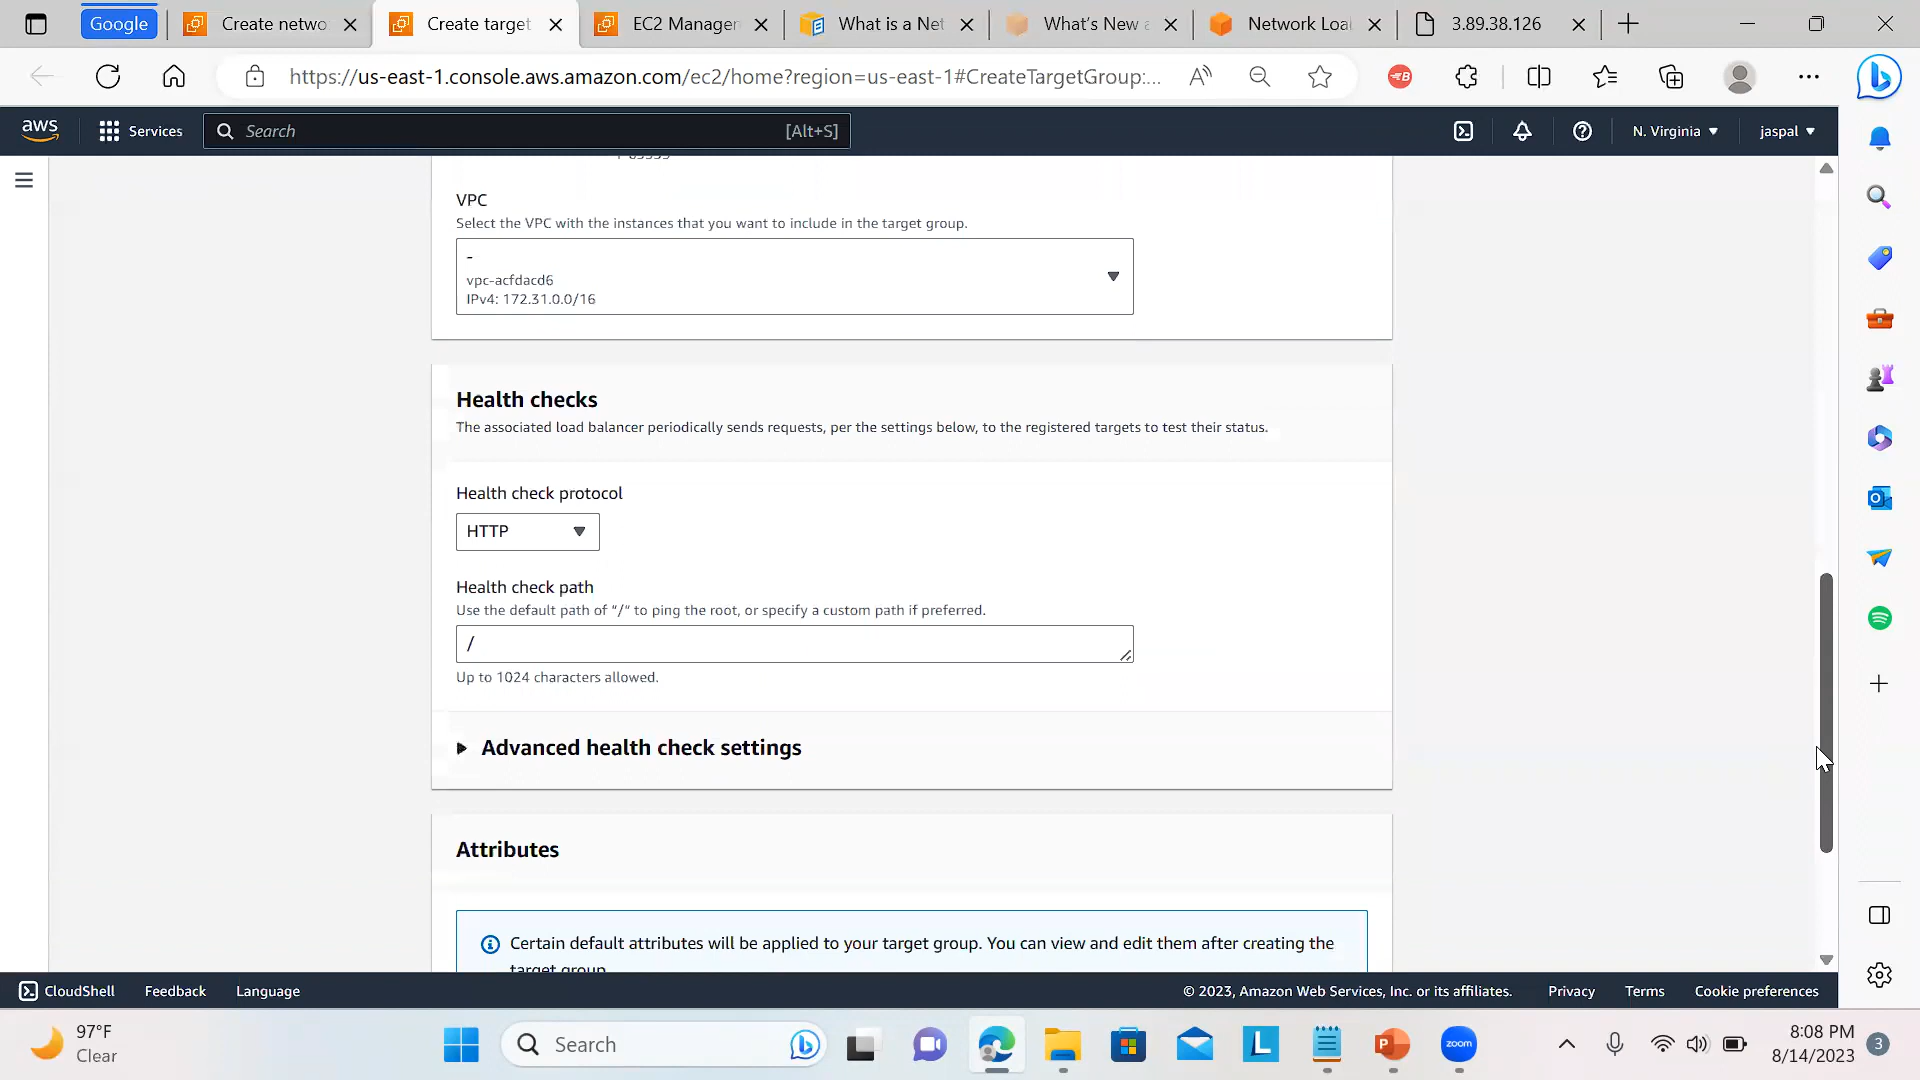 Google
Create netwo
Create target
EC2 Manager
What is a Net
What's New a
Network Loa
3.89.38.126
https://us-east-1.console.aws.amazon.com/ec2/home?region=us-east-1#CreateTargetGroup:...
aws
Services
Search
[Alt+S]
N. Virginia
jaspal
VPC
Select the VPC with the instances that you want to include in the target group.
-
vpc-acfdacd6
IPv4: 172.31.0.0/16
Health checks
The associated load balancer periodically sends requests, per the settings below, to the registered targets to test their status.
Health check protocol
HTTP
Health check path
Use the default path of "/" to ping the root, or specify a custom path if preferred.
/
Up to 1024 characters allowed.
Advanced health check settings
Attributes
Certain default attributes will be applied to your target group. You can view and edit them after creating the
target group.
CloudShell
Feedback
Language
© 2023, Amazon Web Services, Inc. or its affiliates.
Privacy
Terms
Cookie preferences
97°F
Clear
Search
L
P
zoom
8:08 PM
8/14/2023
3